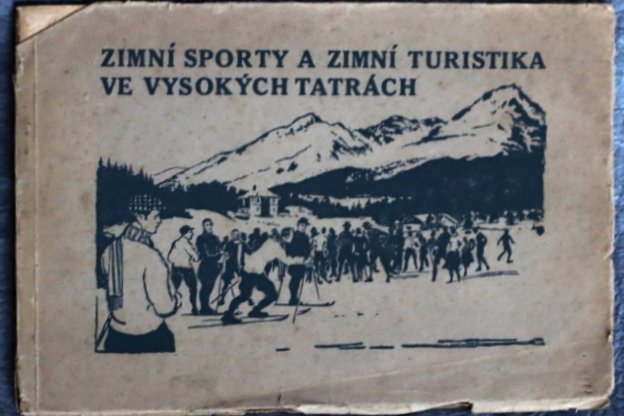 ZIMNÍ SPORTY A ZIMNÍ TURISTIKA
VE VYSOKÝCH TATRÁCH